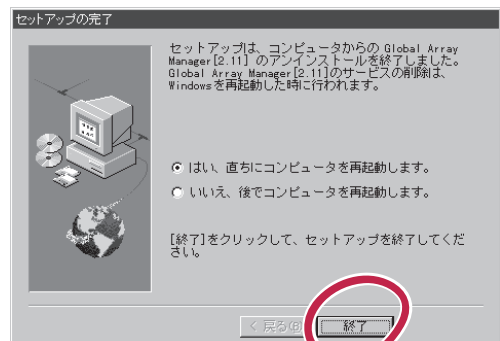 セットアップの完了
セットアップは、コンピュータからの Global Array
Manager[2.11] のアンインストールを終了しました。
Global Array Manager[2.11]のサービスの削除は、
Windowsを再起動した時に行われます。
はい、直ちにコンピュータを再起動します。
いいえ、後でコンピュータを再起動します。
[終了]をクリックして、セットアップを終了してくだ
さい。
< 戻る(B) 終了